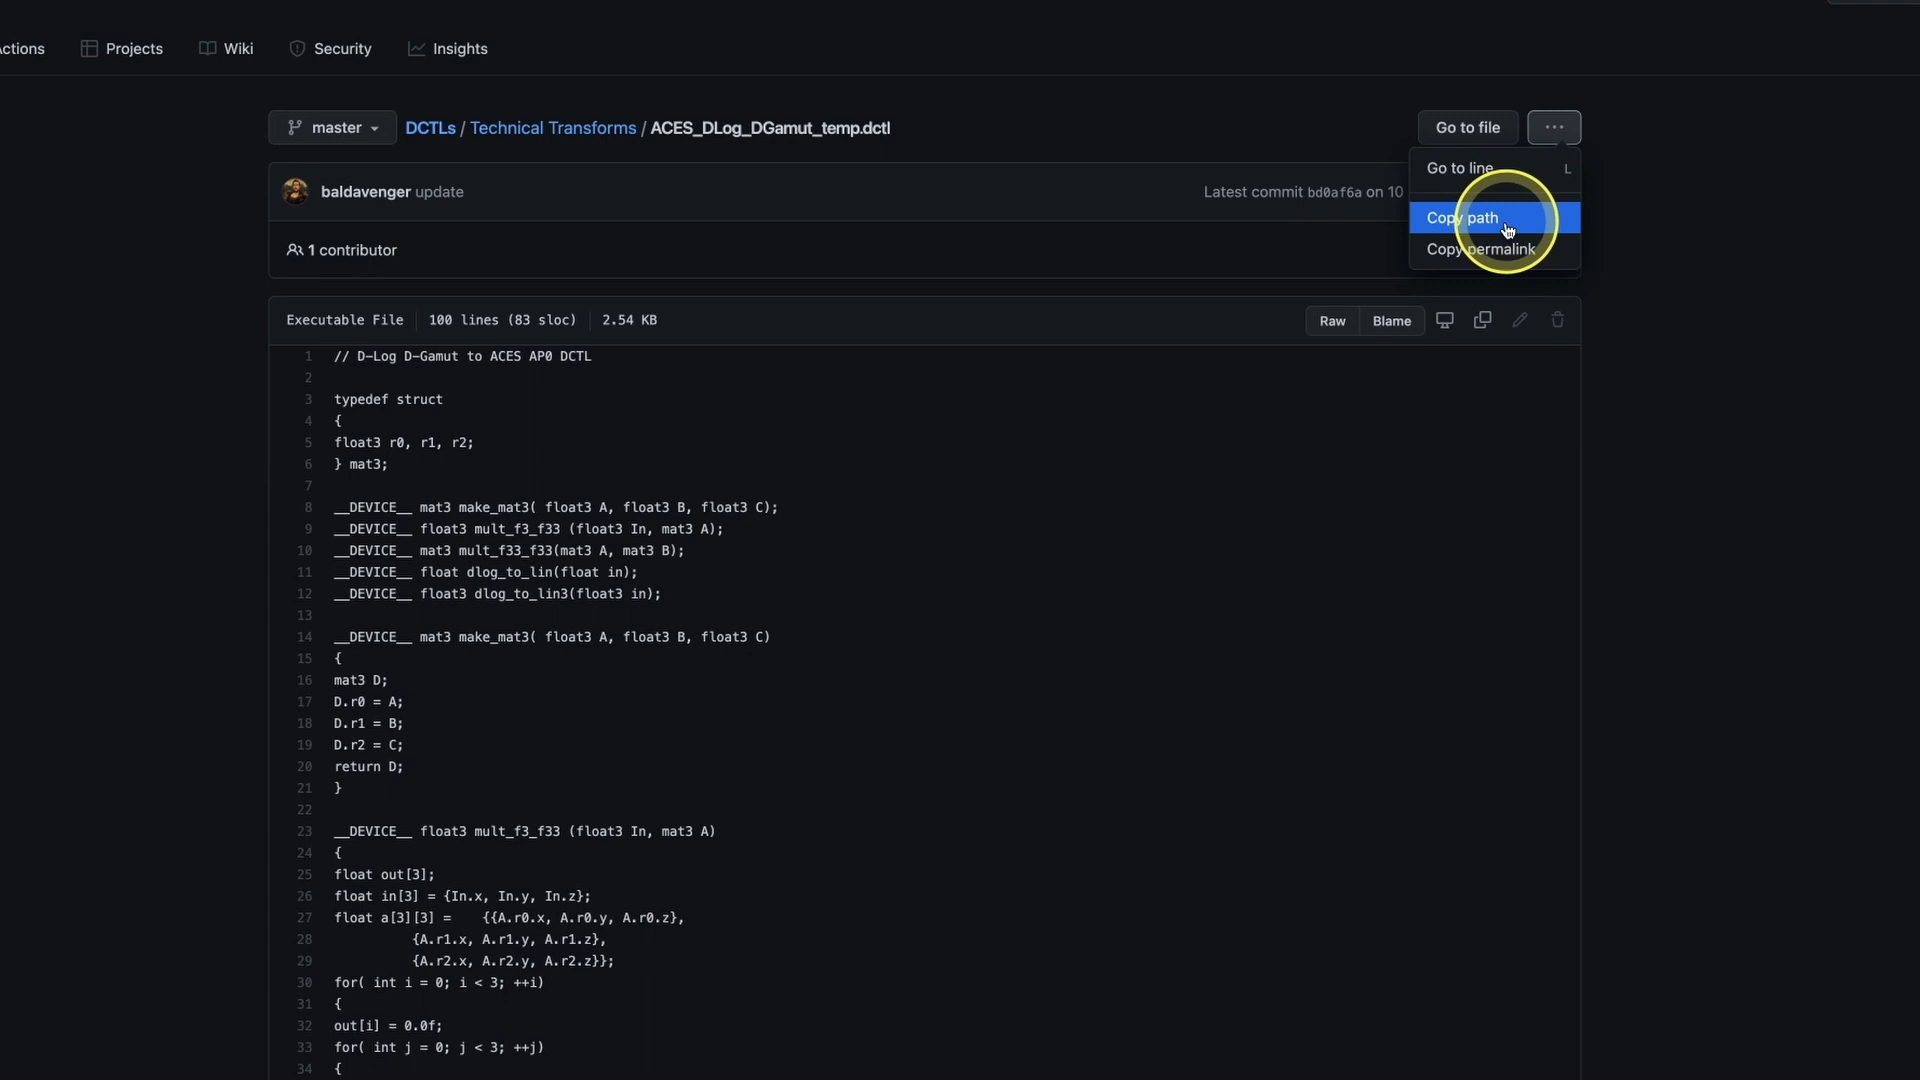 Actions Projects Wiki Security Insights
master DCTLs / Technical Transforms / ACES_DLog_DGamut_temp.dctl Go to file ...
Go to line L
baldavenger update Latest commit bd0af6a on 10
Copy path
1 contributor
Copy permalink
Executable File 100 lines (83 sloc) 2.54 KB Raw Blame
1 // D-Log D-Gamut to ACES AP0 DCTL
2
3 typedef struct
4 {
5 float3 r0, r1, r2;
6 } mat3;
7
8 __DEVICE__ mat3 make_mat3( float3 A, float3 B, float3 C);
9 __DEVICE__ float3 mult_f3_f33 (float3 In, mat3 A);
10 __DEVICE__ mat3 mult_f33_f33(mat3 A, mat3 B);
11 __DEVICE__ float dlog_to_lin(float in);
12 __DEVICE__ float3 dlog_to_lin3(float3 in);
13
14 __DEVICE__ mat3 make_mat3( float3 A, float3 B, float3 C)
15 {
16 mat3 D;
17 D.r0 = A;
18 D.r1 = B;
19 D.r2 = C;
20 return D;
21 }
22
23 __DEVICE__ float3 mult_f3_f33 (float3 In, mat3 A)
24 {
25 float out[3];
26 float in[3] = {In.x, In.y, In.z};
27 float a[3][3] = {{A.r0.x, A.r0.y, A.r0.z},
28 {A.r1.x, A.r1.y, A.r1.z},
29 {A.r2.x, A.r2.y, A.r2.z}};
30 for( int i = 0; i < 3; ++i)
31 {
32 out[i] = 0.0f;
33 for( int j = 0; j < 3; ++j)
34 {